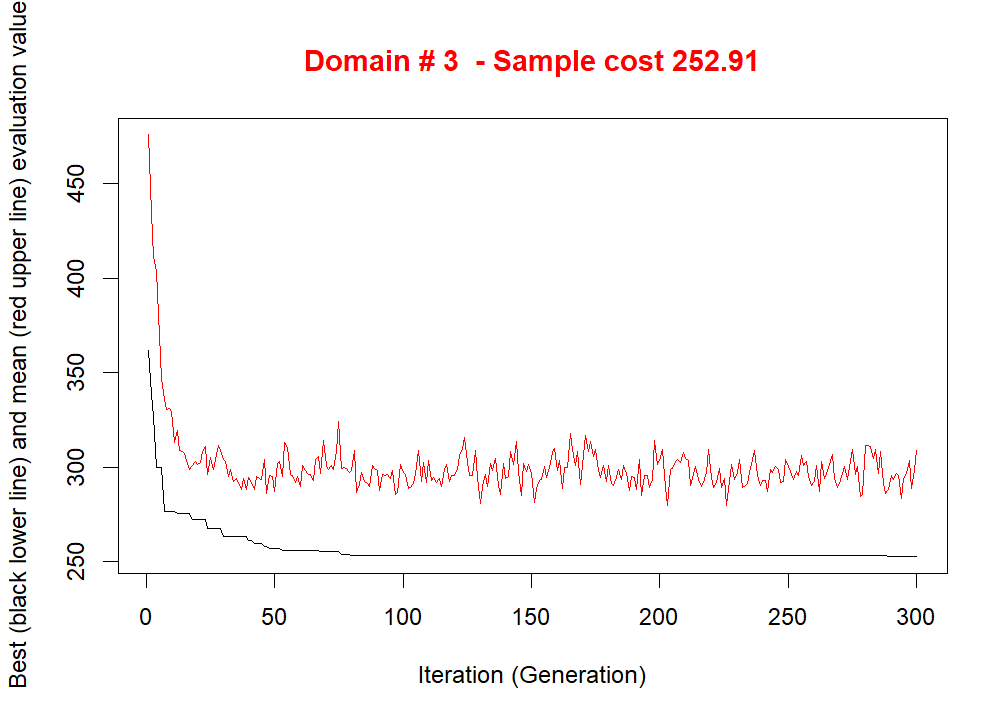 Domain # 3  - Sample cost 252.91
Best (black lower line) and mean (red upper line) evaluation value
450
400
350
300
250
0 50 100 150 200 250 300
Iteration (Generation)